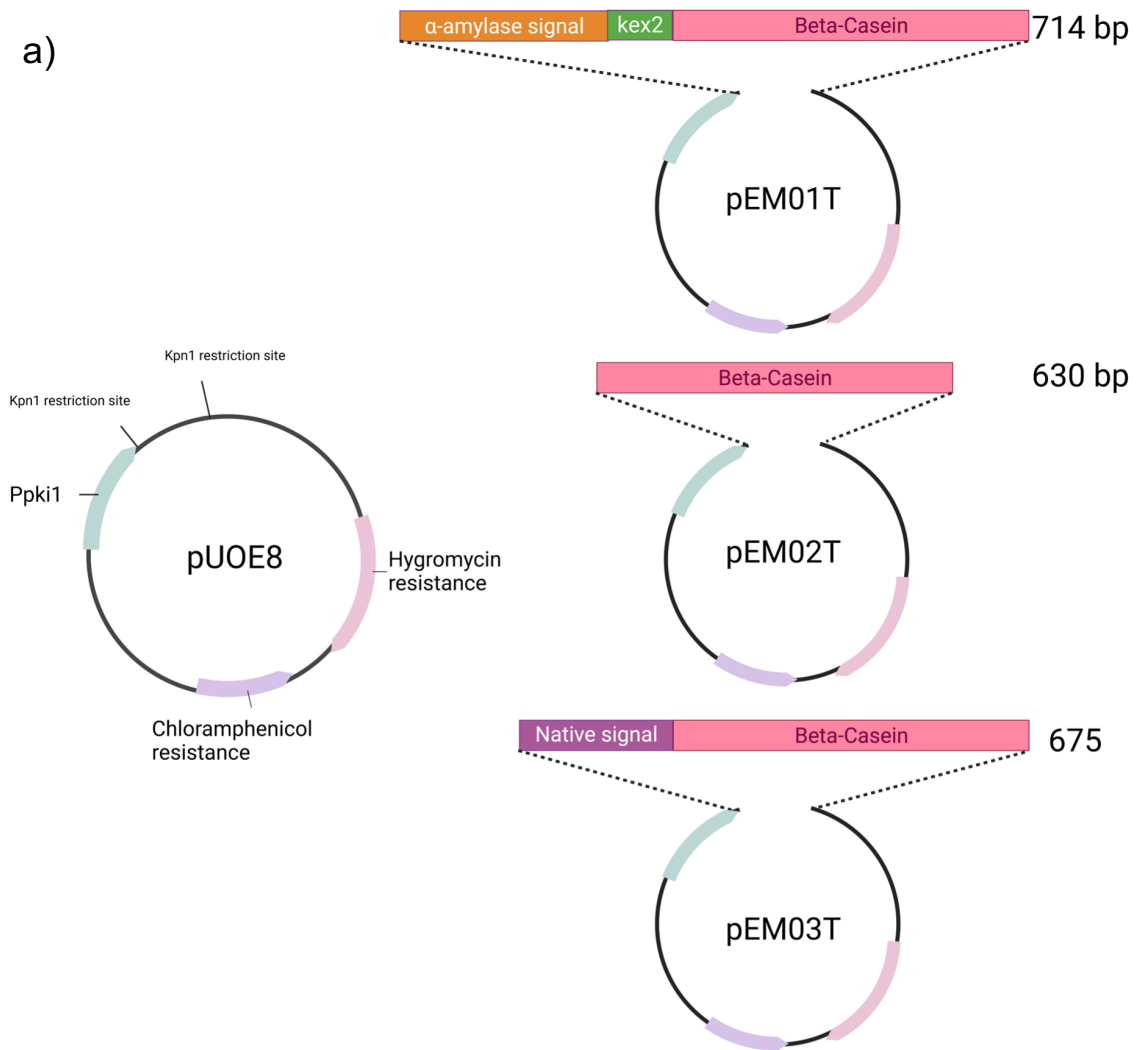 a)
α-amylase signal
kex2
Beta-Casein
714 bp
pEM01T
Kpn1 restriction site
Kpn1 restriction site
Ppki1
pUOE8
Hygromycin
resistance
Chloramphenicol
resistance
Beta-Casein
630 bp
pEM02T
Native signal
Beta-Casein
675
pEM03T